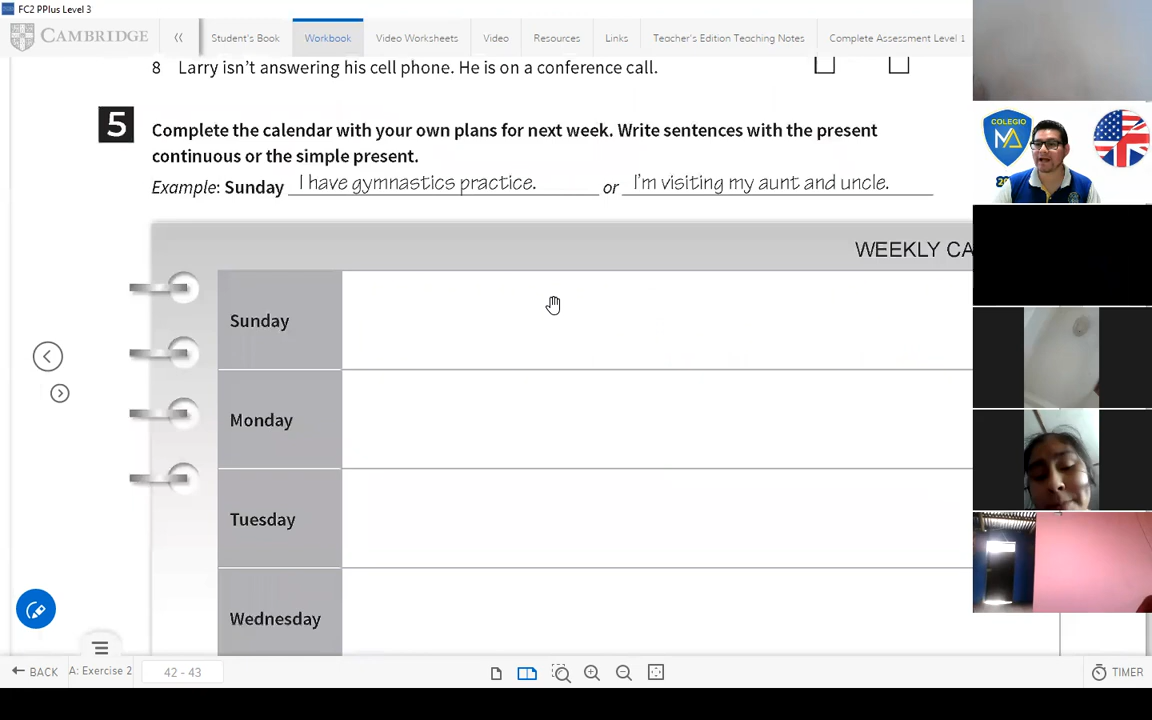 FC2 PPlus Level 3
CAMBRIDGE
Student's Book
Workbook
Video Worksheets
Video
Resources
Links
Teacher's Edition Teaching Notes
Complete Assessment Level 1
8 Larry isn't answering his cell phone. He is on a conference call.
5 Complete the calendar with your own plans for next week. Write sentences with the present
continuous or the simple present.
Example: Sunday I have gymnastics practice. or I'm visiting my aunt and uncle.
WEEKLY CA
Sunday
Monday
Tuesday
Wednesday
COLEGIO
MA
BACK
A: Exercise 2
42 - 43
TIMER